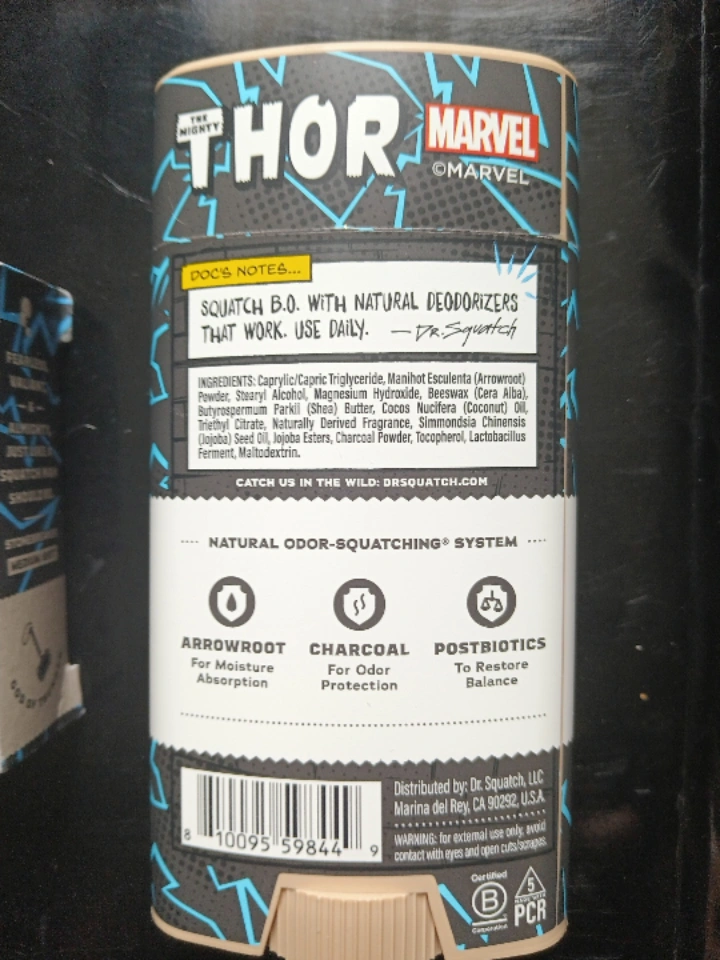 THE MIGHTY
THOR
MARVEL
©MARVEL
DOC'S NOTES...
SQUATCH B.O. WITH NATURAL DEODORIZERS
THAT WORK. USE DAILY. — Dr. Squatch
INGREDIENTS: Caprylic/Capric Triglyceride, Manihot Esculenta (Arrowroot)
Powder, Stearyl Alcohol, Magnesium Hydroxide, Beeswax (Cera Alba),
Butyrospermum Parkii (Shea) Butter, Cocos Nucifera (Coconut) Oil,
Triethyl Citrate, Naturally Derived Fragrance, Simmondsia Chinensis
(Jojoba) Seed Oil, Jojoba Esters, Charcoal Powder, Tocopherol, Lactobacillus
Ferment, Maltodextrin.
CATCH US IN THE WILD: DRSQUATCH.COM
NATURAL ODOR-SQUATCHING® SYSTEM
ARROWROOT
For Moisture
Absorption
CHARCOAL
For Odor
Protection
POSTBIOTICS
To Restore
Balance
8 10095 59844 9
Distributed by: Dr. Squatch, LLC
Marina del Rey, CA 90292, U.S.A.
WARNING: for external use only, avoid
contact with eyes and open cuts/scrapes.
Certified
B
Corporation
5
MADE WITH
PCR